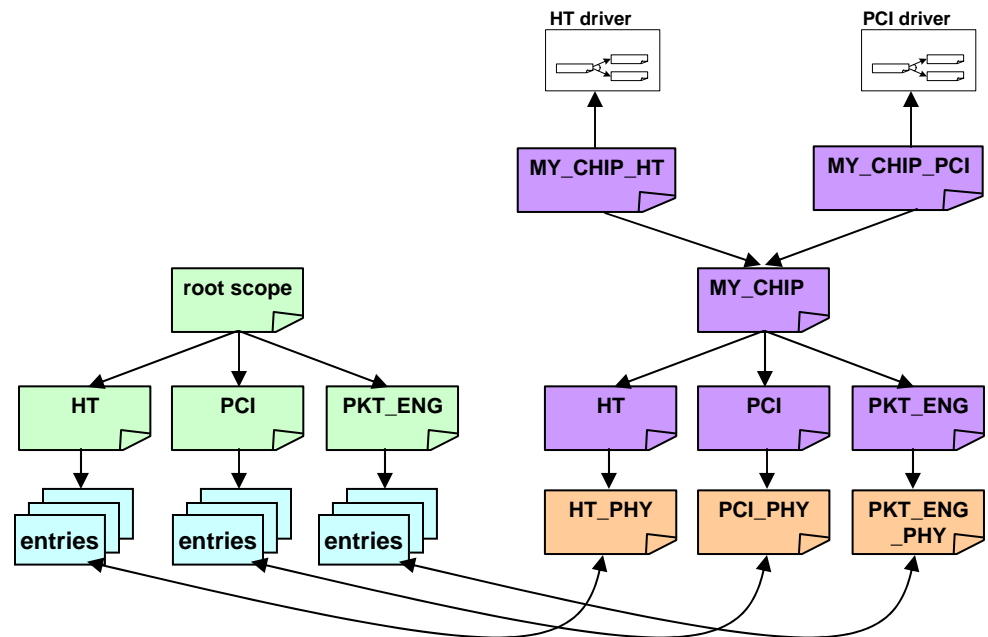 HT driver
PCI driver
MY_CHIP_HT
MY_CHIP_PCI
root scope
MY_CHIP
HT
PCI
PKT_ENG
HT
PCI
PKT_ENG
entries
entries
entries
HT_PHY
PCI_PHY
PKT_ENG
_PHY